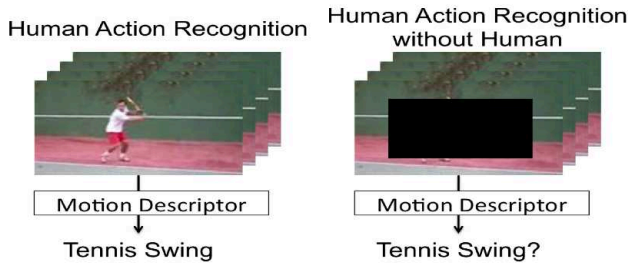 Human Action Recognition
Motion Descriptor
Tennis Swing
Human Action Recognition
without Human
Motion Descriptor
Tennis Swing?